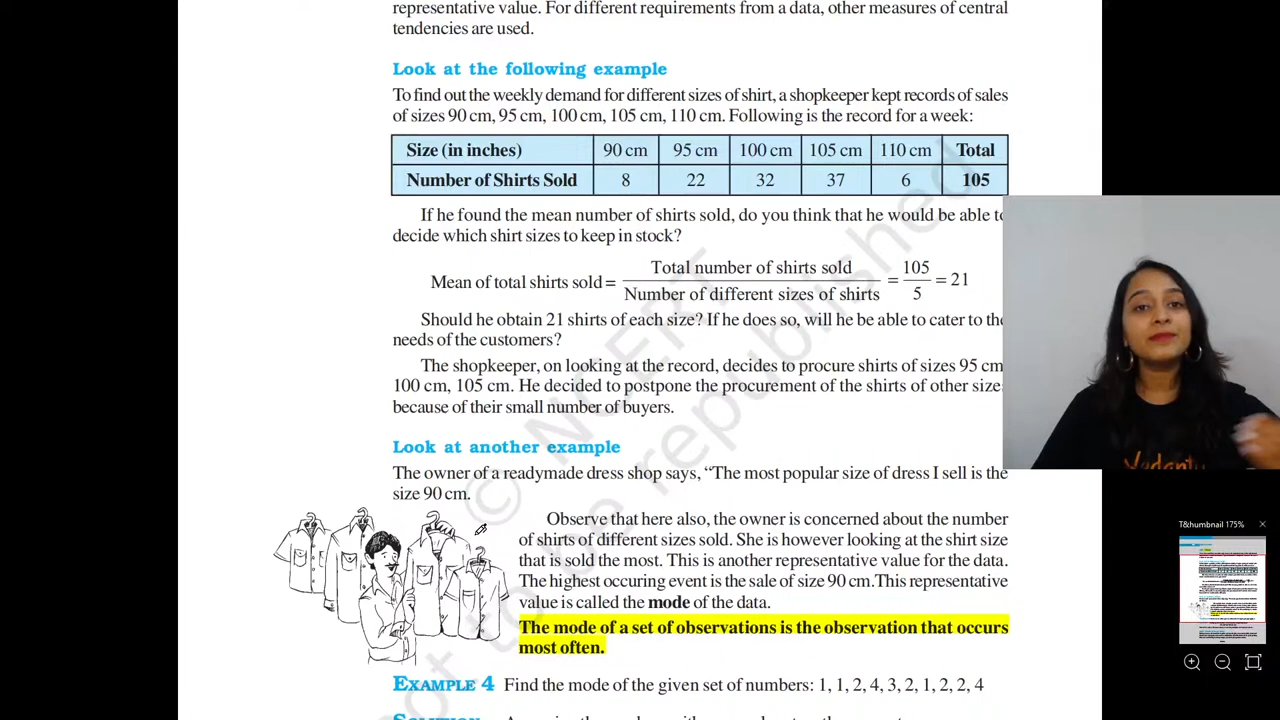 representative value. For different requirements from a data, other measures of central
tendencies are used.
Look at the following example
To find out the weekly demand for different sizes of shirt, a shopkeeper kept records of sales
of sizes 90 cm, 95 cm, 100 cm, 105 cm, 110 cm. Following is the record for a week:
Size (in inches) 90 cm 95 cm 100 cm 105 cm 110 cm Total
Number of Shirts Sold 8 22 32 37 6 105
If he found the mean number of shirts sold, do you think that he would be able to
decide which shirt sizes to keep in stock?
Mean of total shirts sold = Total number of shirts sold / Number of different sizes of shirts = 105 / 5 = 21
Should he obtain 21 shirts of each size? If he does so, will he be able to cater to the
needs of the customers?
The shopkeeper, on looking at the record, decides to procure shirts of sizes 95 cm
100 cm, 105 cm. He decided to postpone the procurement of the shirts of other size
because of their small number of buyers.
Look at another example
The owner of a readymade dress shop says, “The most popular size of dress I sell is the
size 90 cm.
Observe that here also, the owner is concerned about the number
of shirts of different sizes sold. She is however looking at the shirt size
that is sold the most. This is another representative value for the data.
The highest occuring event is the sale of size 90 cm.This representative
value is called the mode of the data.
The mode of a set of observations is the observation that occurs
most often.
EXAMPLE 4 Find the mode of the given set of numbers: 1, 1, 2, 4, 3, 2, 1, 2, 2, 4
© NCERT
not to be republished
Vedantu
T&humbnail 175%